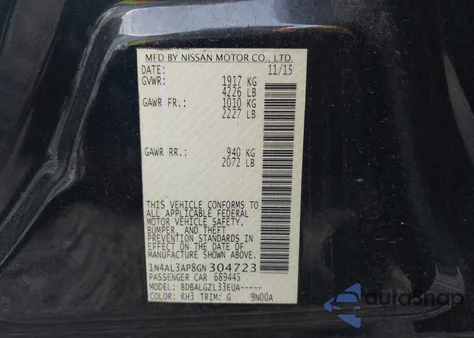 MFD BY NISSAN MOTOR CO., LTD.
DATE: 11/15
GVWR: 1917 KG
4226 LB
GAWR FR.: 1010 KG
2227 LB
GAWR RR.: 940 KG
2072 LB
THIS VEHICLE CONFORMS TO
ALL APPLICABLE FEDERAL
MOTOR VEHICLE SAFETY,
BUMPER, AND THEFT
PREVENTION STANDARDS IN
EFFECT ON THE DATE OF
MANUFACTURE SHOWN ABOVE.
1N4AL3AP8GN304723
PASSENGER CAR 689445
MODEL: BDBALGZL33EUA-----
COLOR: KH3 TRIM: G 9N00A
autoSnap